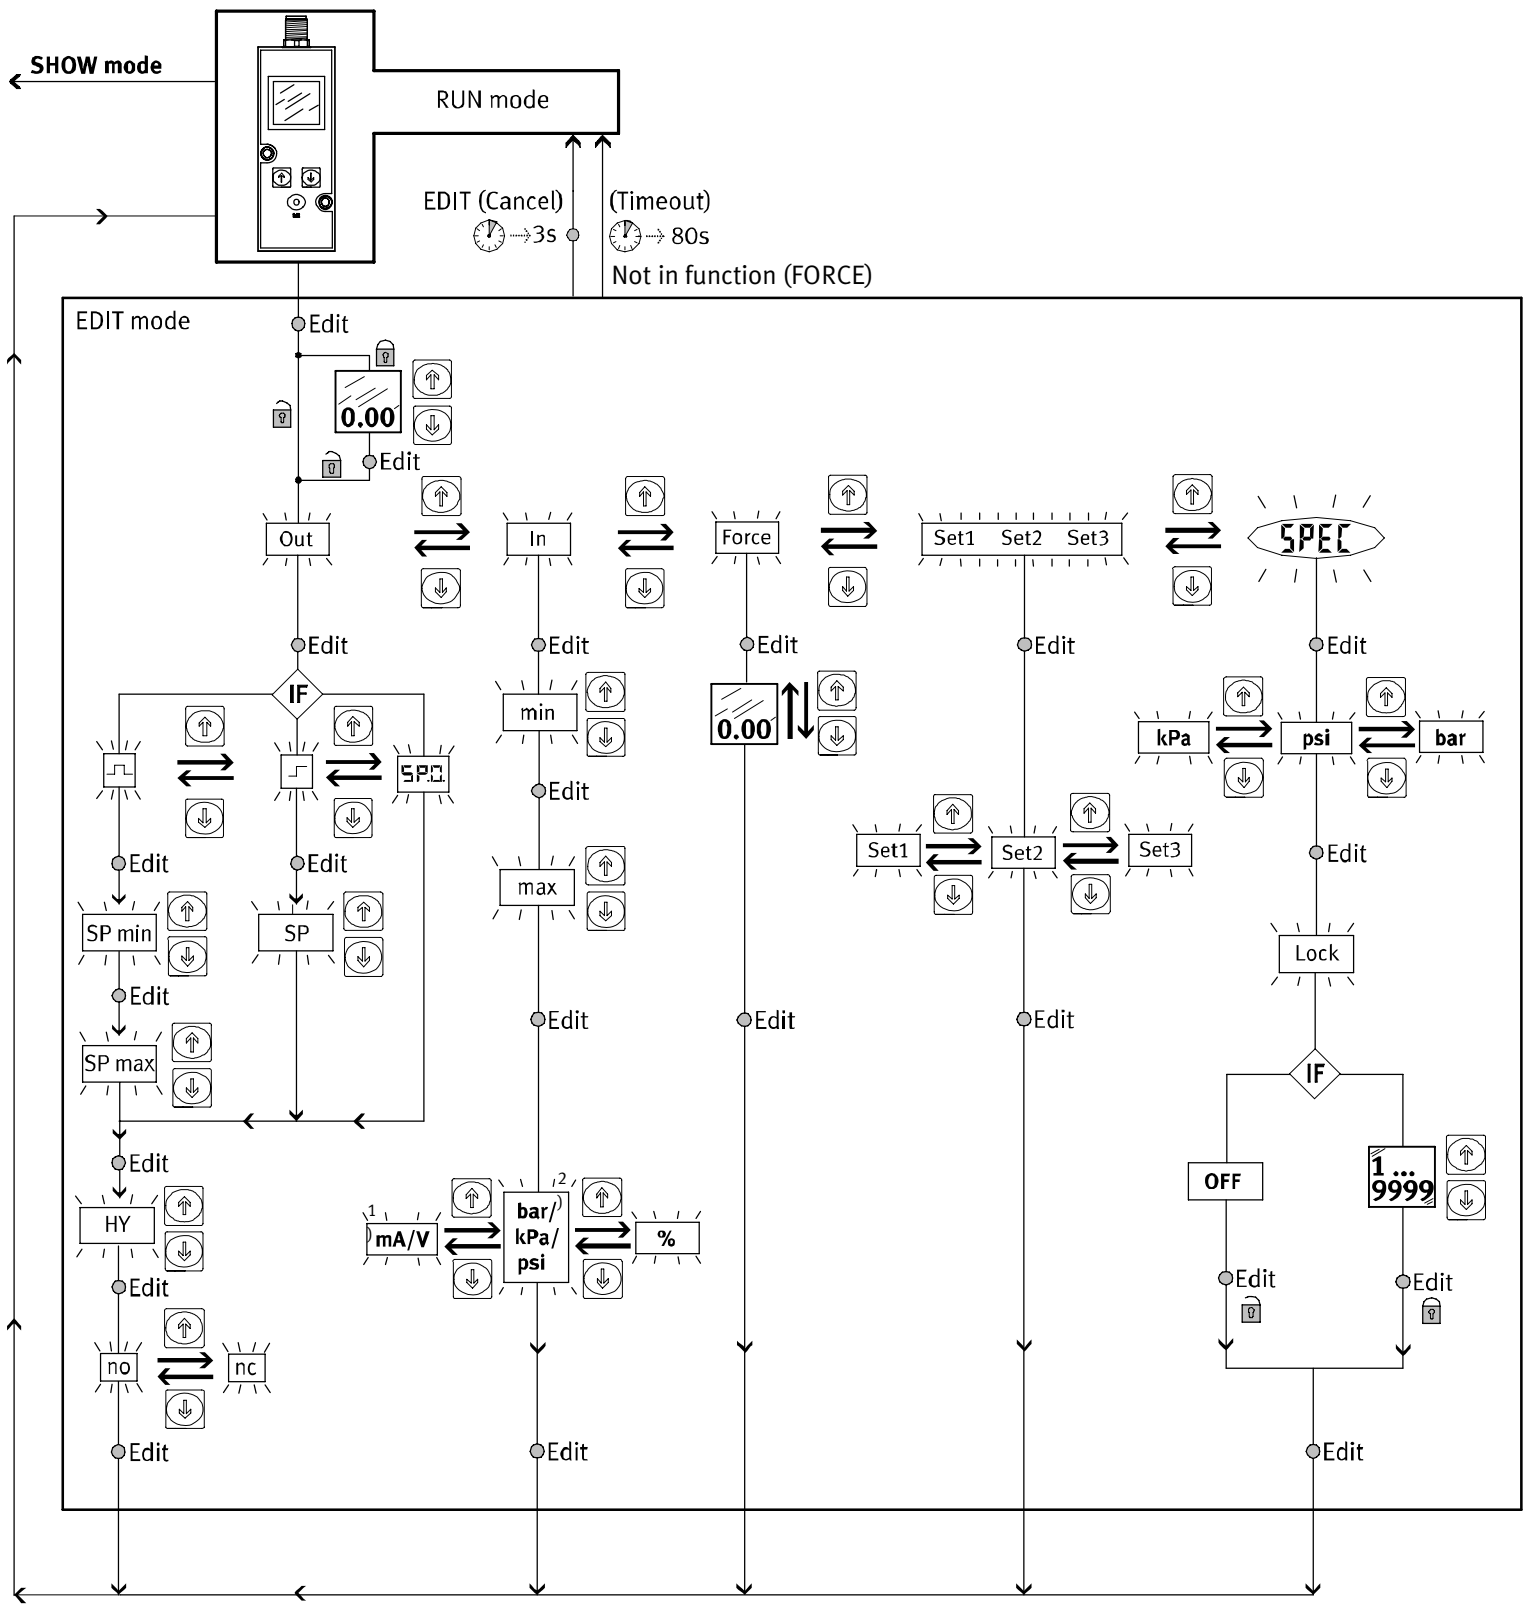 SHOW mode
RUN mode
EDIT (Cancel)
3s
(Timeout)
80s
Not in function (FORCE)
EDIT mode
Edit
0.00
Edit
Out
In
Force
Set1 Set2 Set3
SPEC
Edit
Edit
Edit
Edit
Edit
IF
min
0.00
kPa
psi
bar
SP.O.
Edit
Set1
Set2
Set3
Edit
Edit
Edit
max
SP min
SP
Lock
Edit
Edit
Edit
Edit
SP max
IF
Edit
OFF
1 ...
9999
HY
1)
mA/V
2)
bar/
kPa/
psi
%
Edit
Edit
Edit
no
nc
Edit
Edit
Edit